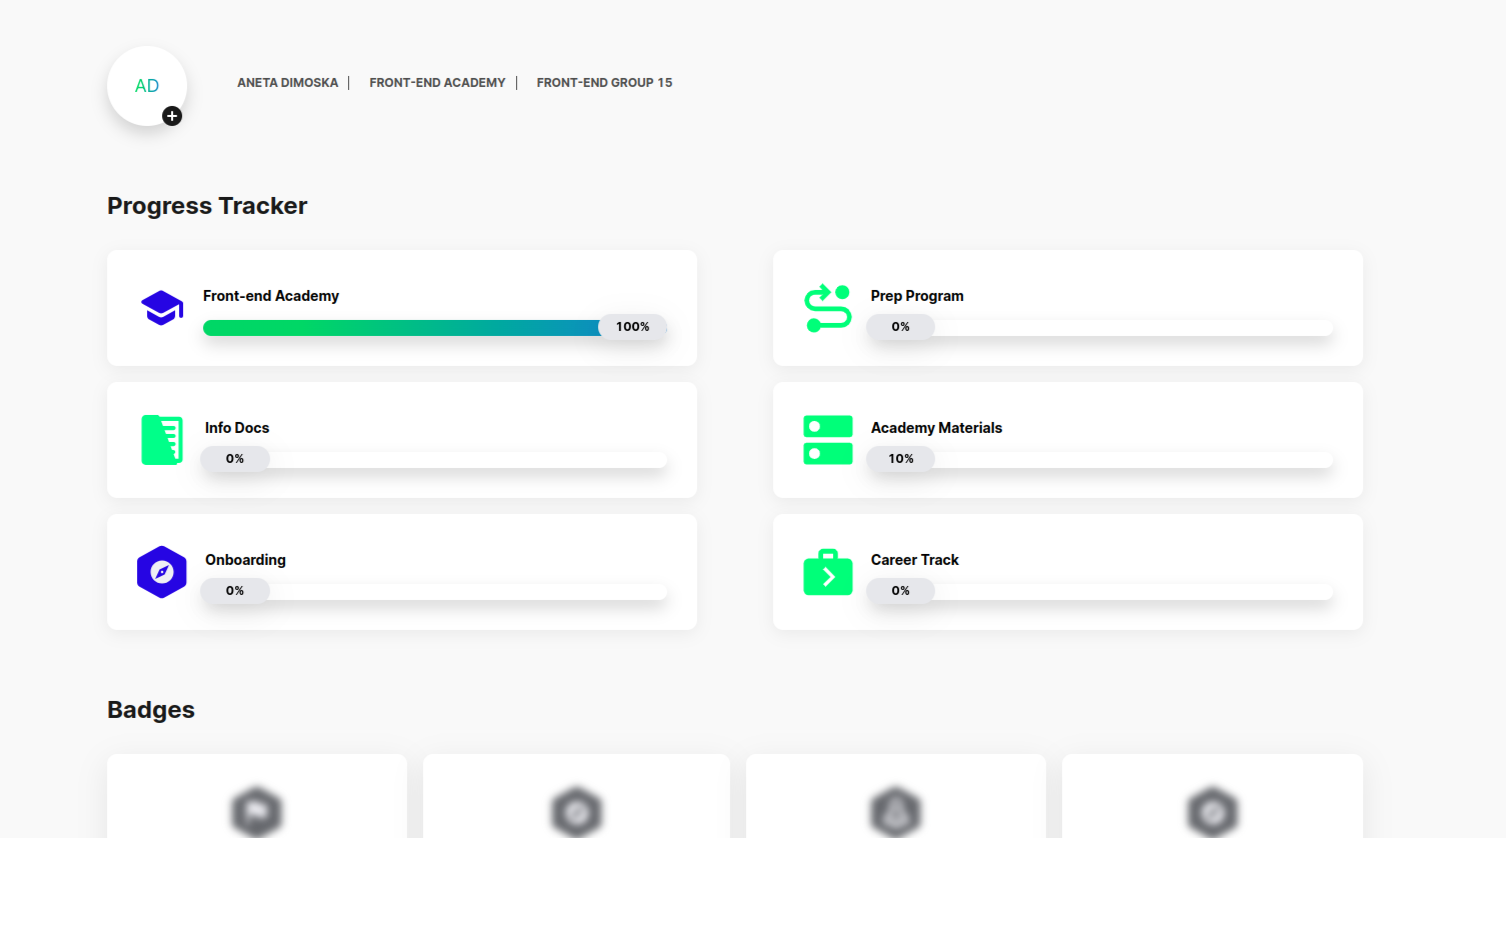 AD
ANETA DIMOSKA | FRONT-END ACADEMY | FRONT-END GROUP 15
Progress Tracker
Front-end Academy
100%
Prep Program
0%
Info Docs
0%
Academy Materials
10%
Onboarding
0%
Career Track
0%
Badges